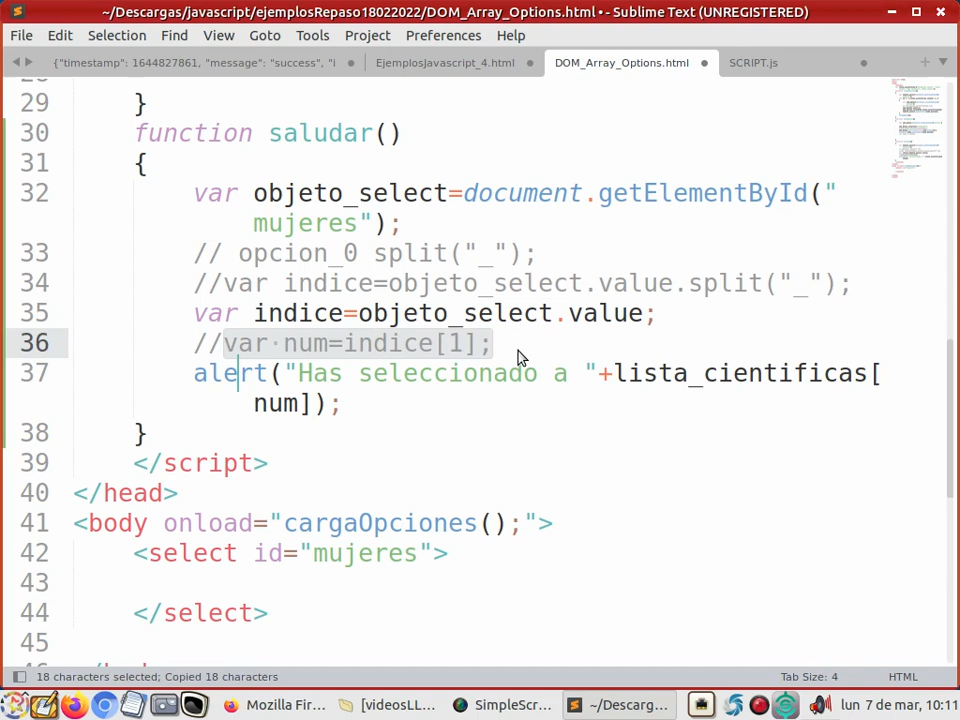 ~/Descargas/javascript/ejemplosRepaso18022022/DOM_Array_Options.html • - Sublime Text (UNREGISTERED)
File Edit Selection Find View Goto Tools Project Preferences Help
{"timestamp": 1644827861, "message": "success", "i
EjemplosJavascript_4.html
DOM_Array_Options.html
SCRIPT.js
29 }
30 function saludar()
31 {
32 var objeto_select=document.getElementById("
mujeres");
33 // opcion_0 split("_");
34 //var indice=objeto_select.value.split("_");
35 var indice=objeto_select.value;
36 //var·num=indice[1];
37 alert("Has seleccionado a "+lista_cientificas[
num]);
38 }
39 </script>
40 </head>
41 <body onload="cargaOpciones();">
42 <select id="mujeres">
43
44 </select>
45
18 characters selected; Copied 18 characters
Tab Size: 4
HTML
Mozilla Fir...
[videosLL...
SimpleScr...
~/Descarg...
lun 7 de mar, 10:11